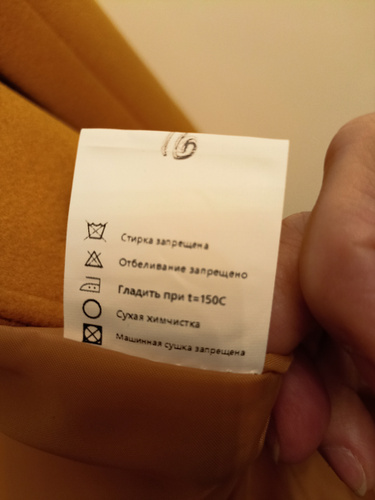 16
Стирка запрещена
Отбеливание запрещено
Гладить при t=150C
Сухая химчистка
Машинная сушка запрещена